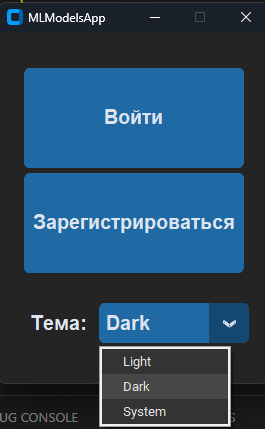 MLModelsApp
Войти
Зарегистрироваться
Тема: Dark
Light
Dark
System
UG CONSOLE